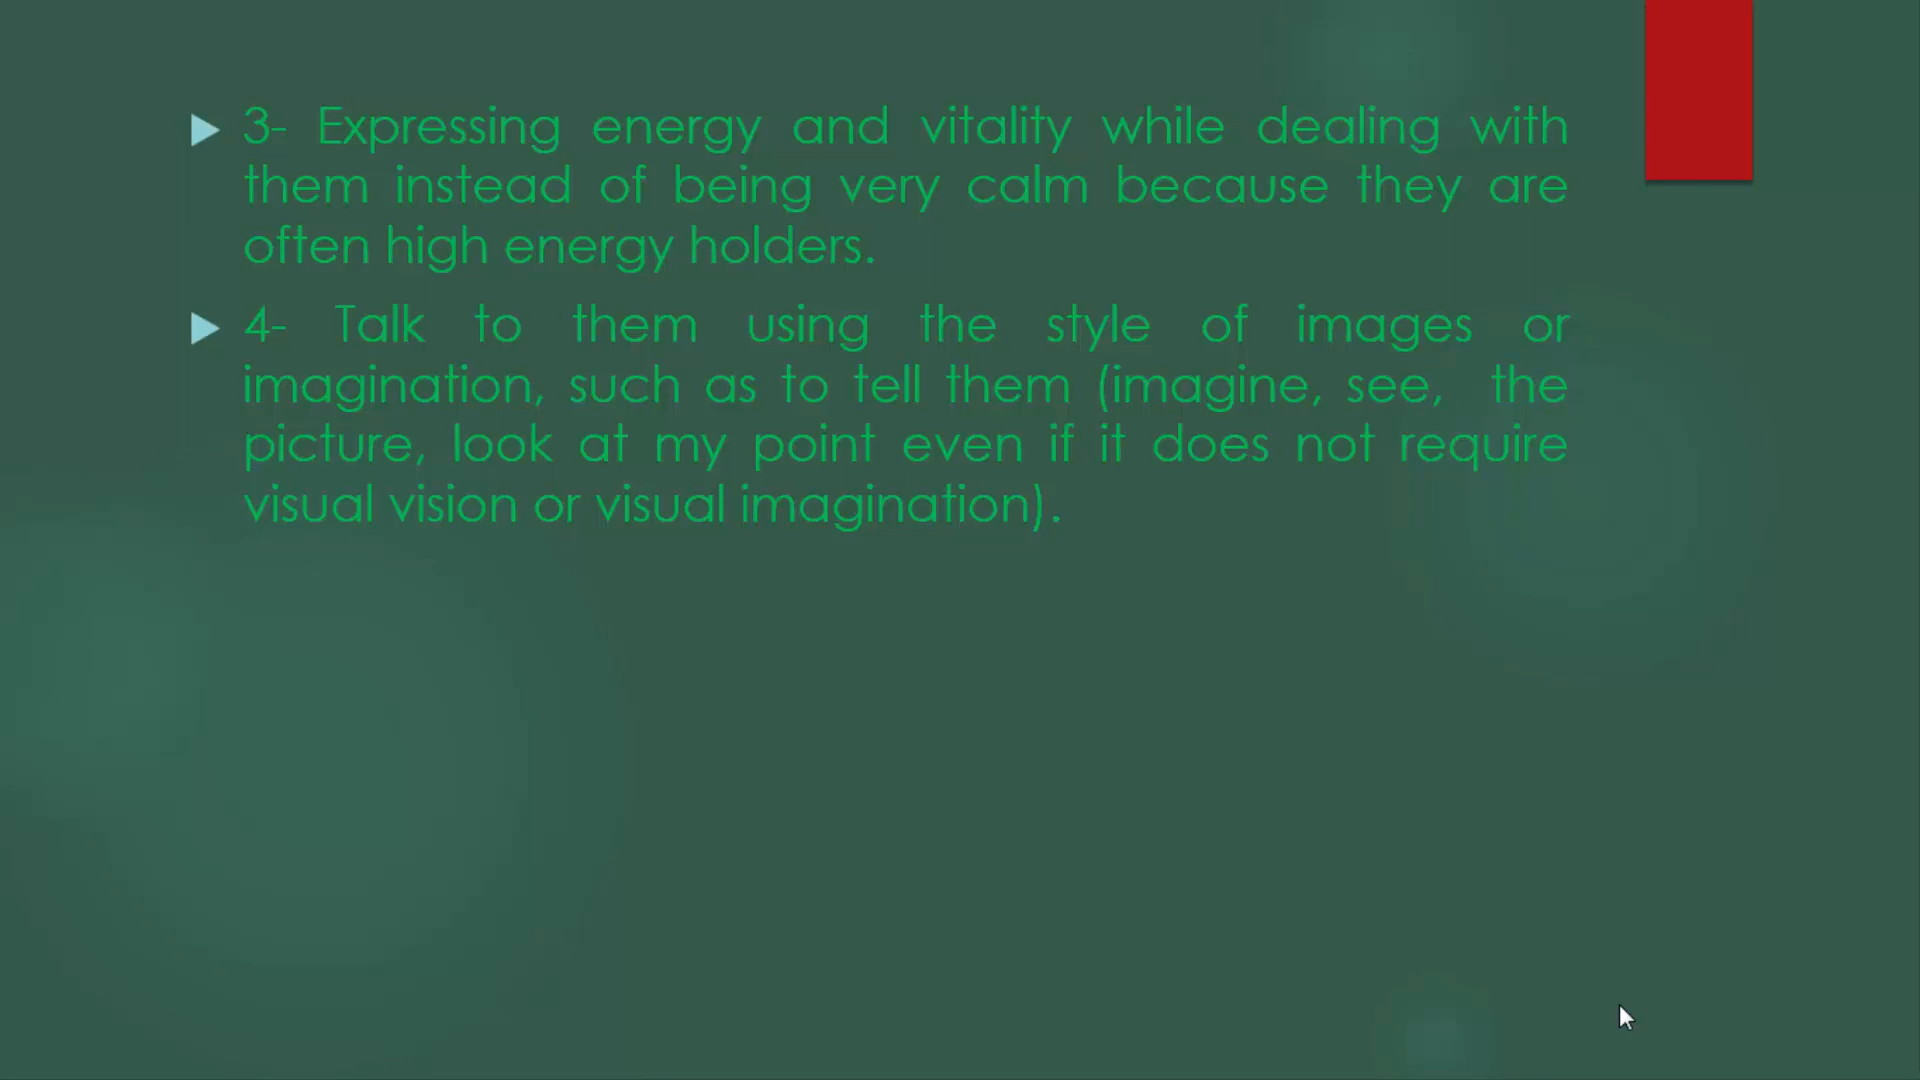 3- Expressing energy and vitality while dealing with
them instead of being very calm because they are
often high energy holders.
4- Talk to them using the style of images or
imagination, such as to tell them (imagine, see, the
picture, look at my point even if it does not require
visual vision or visual imagination).